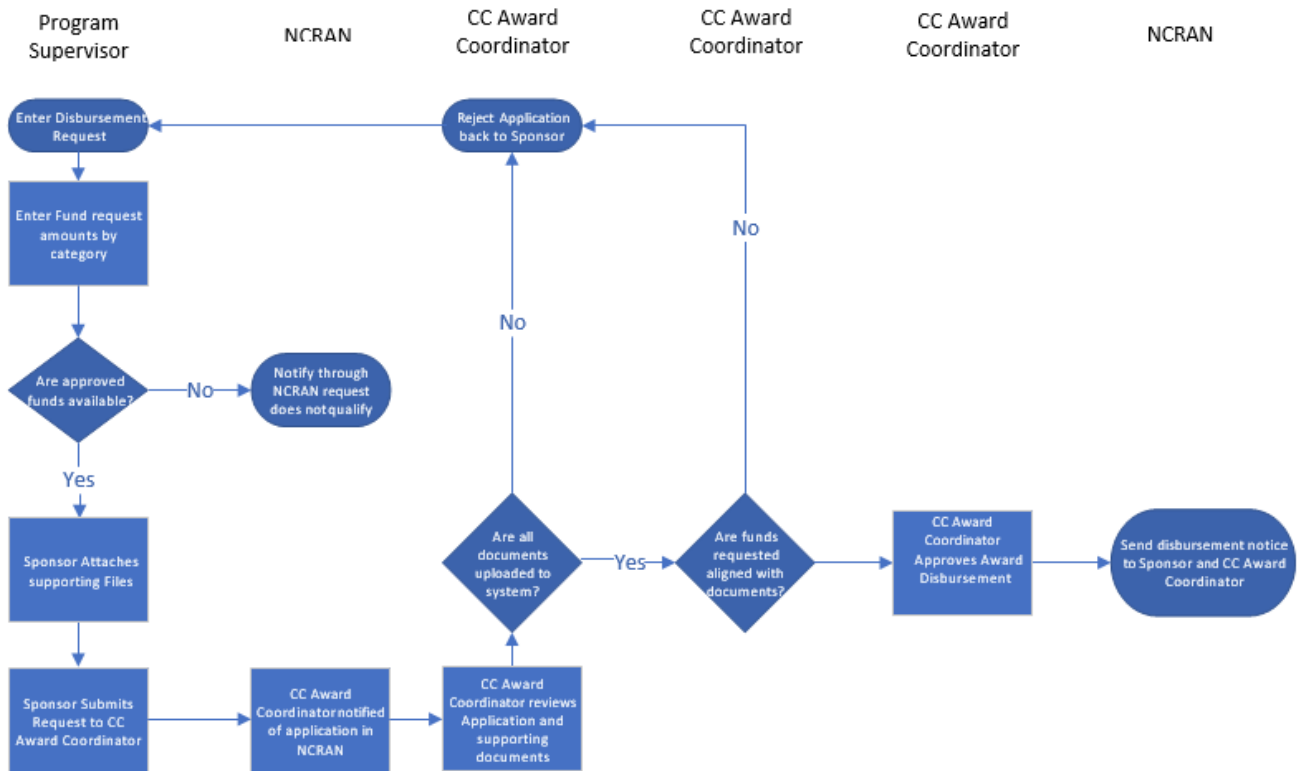 Program
Supervisor
NCRAN
CC Award
Coordinator
CC Award
Coordinator
CC Award
Coordinator
NCRAN
Enter Disbursement
Request
Reject Application
back to Sponsor
Enter Fund request
amounts by
category
No
No
Are approved
funds available?
No
Notify through
NCRAN request
does not qualify
Yes
Sponsor Attaches
supporting Files
Are all
documents
uploaded to
system?
Yes
Are funds
requested
aligned with
documents?
CC Award
Coordinator
Approves Award
Disbursement
Send disbursement notice
to Sponsor and CC Award
Coordinator
Sponsor Submits
Request to CC
Award Coordinator
CC Award
Coordinator notified
of application in
NCRAN
CC Award
Coordinator reviews
Application and
supporting
documents